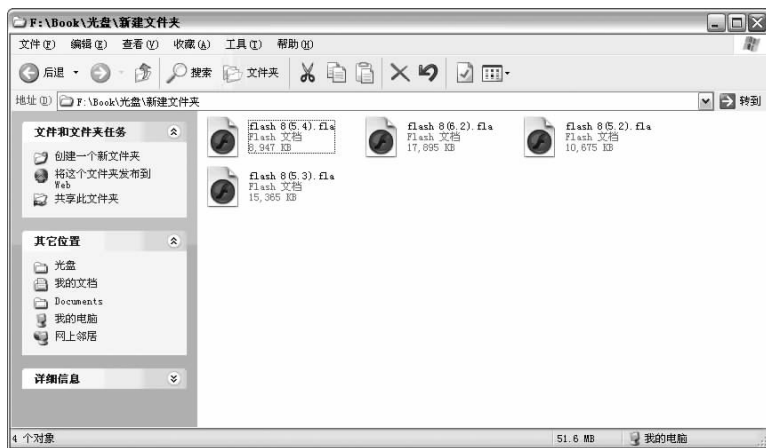 F:\Book\光盘\新建文件夹
文件(F) 编辑(E) 查看(V) 收藏(A) 工具(T) 帮助(H)
后退 搜索 文件夹
地址(D) F:\Book\光盘\新建文件夹 转到
文件和文件夹任务
创建一个新文件夹
将这个文件夹发布到
Web
共享此文件夹
其它位置
光盘
我的文档
Documents
我的电脑
网上邻居
详细信息
flash 8(5.4).fla
Flash 文档
8,947 KB
flash 8(6.2).fla
Flash 文档
17,895 KB
flash 8(5.2).fla
Flash 文档
10,675 KB
flash 8(5.3).fla
Flash 文档
15,365 KB
4 个对象 51.6 MB 我的电脑